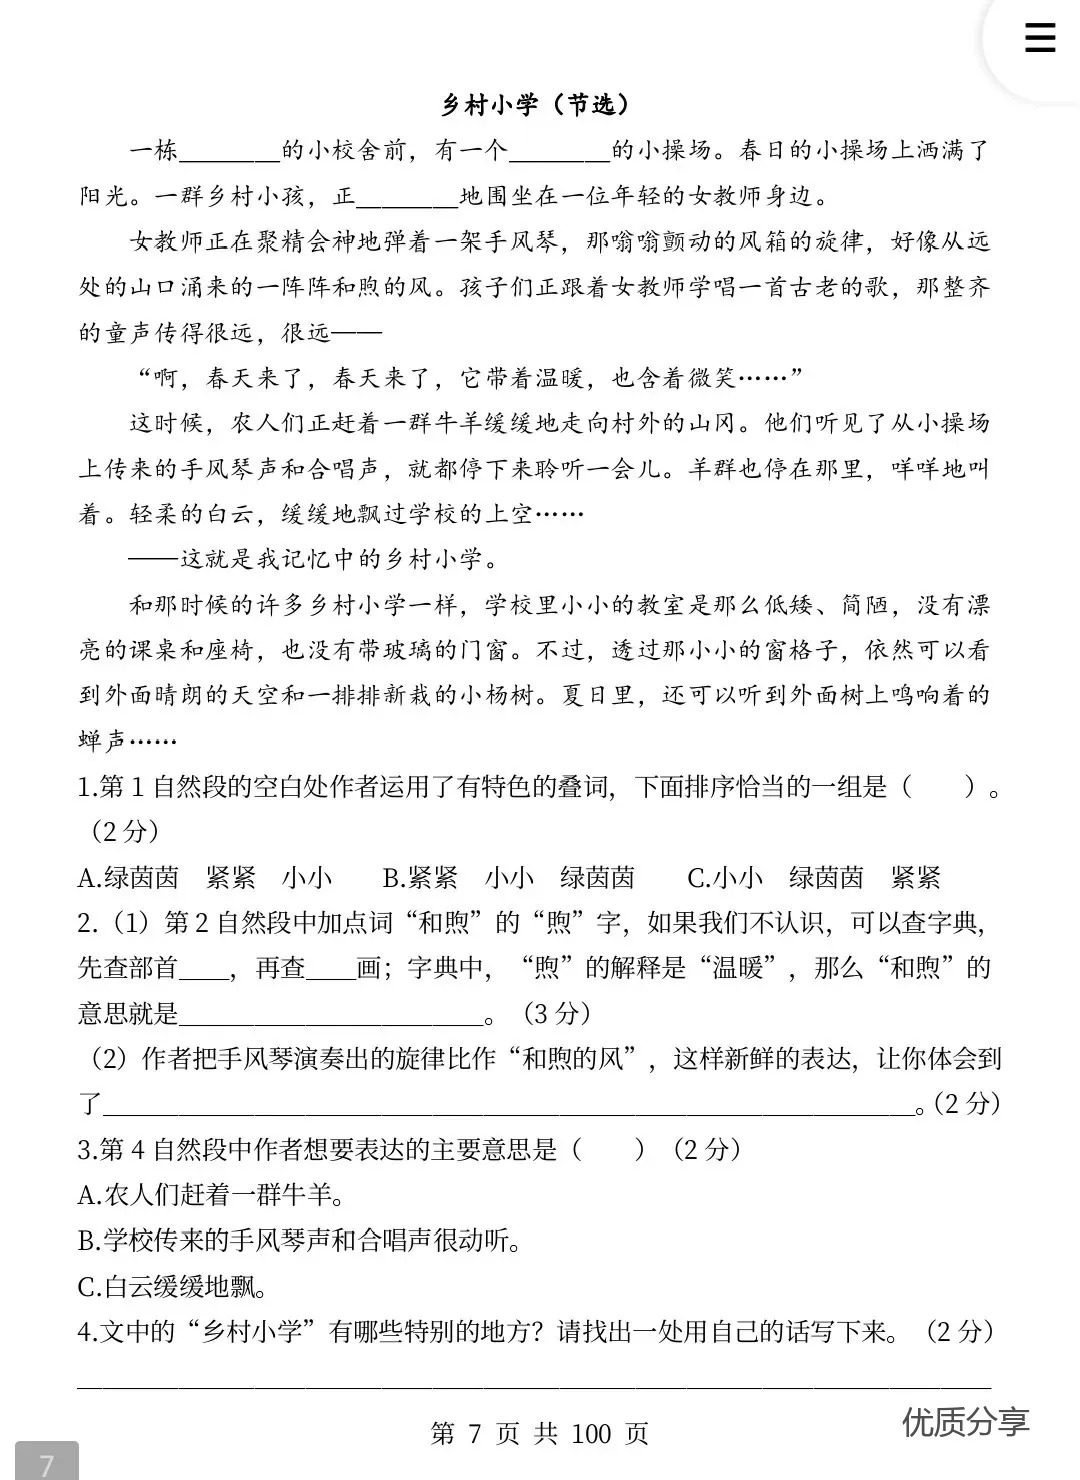 乡村小学（节选）
一栋________的小校舍前，有一个________的小操场。春日的小操场上洒满了
阳光。一群乡村小孩，正________地围坐在一位年轻的女教师身边。
女教师正在聚精会神地弹着一架手风琴，那嗡嗡颤动的风箱的旋律，好像从远
处的山口涌来的一阵阵和煦的风。孩子们正跟着女教师学唱一首古老的歌，那整齐
的童声传得很远，很远——
“啊，春天来了，春天来了，它带着温暖，也含着微笑……”
这时候，农人们正赶着一群牛羊缓缓地走向村外的山冈。他们听见了从小操场
上传来的手风琴声和合唱声，就都停下来聆听一会儿。羊群也停在那里，咩咩地叫
着。轻柔的白云，缓缓地飘过学校的上空……
——这就是我记忆中的乡村小学。
和那时候的许多乡村小学一样，学校里小小的教室是那么低矮、简陋，没有漂
亮的课桌和座椅，也没有带玻璃的门窗。不过，透过那小小的窗格子，依然可以看
到外面晴朗的天空和一排排新栽的小杨树。夏日里，还可以听到外面树上鸣响着的
蝉声……
1.第 1 自然段的空白处作者运用了有特色的叠词，下面排序恰当的一组是（　　）。
（2 分）
A.绿茵茵　紧紧　小小　　B.紧紧　小小　绿茵茵　　C.小小　绿茵茵　紧紧
2.（1）第 2 自然段中加点词“和煦”的“煦”字，如果我们不认识，可以查字典，
先查部首____，再查____画；字典中，“煦”的解释是“温暖”，那么“和煦”的
意思就是________________________。（3 分）
（2）作者把手风琴演奏出的旋律比作“和煦的风”，这样新鲜的表达，让你体会到
了________________________________________________________________。（2 分）
3.第 4 自然段中作者想要表达的主要意思是（　　）（2 分）
A.农人们赶着一群牛羊。
B.学校传来的手风琴声和合唱声很动听。
C.白云缓缓地飘。
4.文中的“乡村小学”有哪些特别的地方？请找出一处用自己的话写下来。（2 分）
________________________________________________________________________
第 7 页 共 100 页
优质分享
7